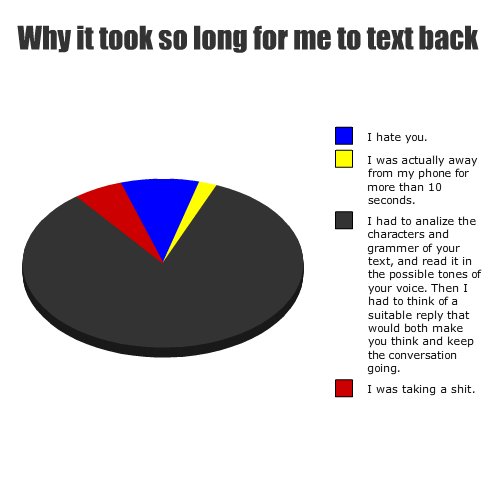 Why it took so long for me to text back
I hate you.
I was actually away
from my phone for
more than 10
seconds.
I had to analize the
characters and
grammer of your
text, and read it in
the possible tones of
your voice. Then I
had to think of a
suitable reply that
would both make
you think and keep
the conversation
going.
I was taking a shit.